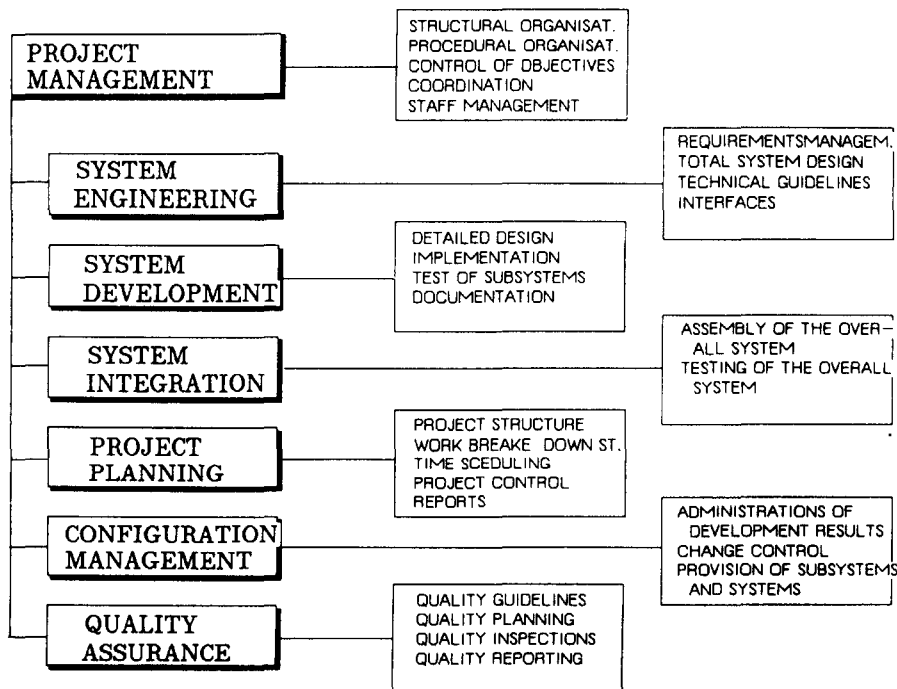 PROJECT
MANAGEMENT
STRUCTURAL ORGANISAT.
PROCEDURAL ORGANISAT.
CONTROL OF OBJECTIVES
COORDINATION
STAFF MANAGEMENT
SYSTEM
ENGINEERING
REQUIREMENTSMANAGEM.
TOTAL SYSTEM DESIGN
TECHNICAL GUIDELINES
INTERFACES
SYSTEM
DEVELOPMENT
DETAILED DESIGN
IMPLEMENTATION
TEST OF SUBSYSTEMS
DOCUMENTATION
SYSTEM
INTEGRATION
ASSEMBLY OF THE OVER-
ALL SYSTEM
TESTING OF THE OVERALL
SYSTEM
PROJECT
PLANNING
PROJECT STRUCTURE
WORK BREAKE DOWN ST.
TIME SCEDULING
PROJECT CONTROL
REPORTS
CONFIGURATION
MANAGEMENT
ADMINISTRATIONS OF
DEVELOPMENT RESULTS
CHANGE CONTROL
PROVISION OF SUBSYSTEMS
AND SYSTEMS
QUALITY
ASSURANCE
QUALITY GUIDELINES
QUALITY PLANNING
QUALITY INSPECTIONS
QUALITY REPORTING